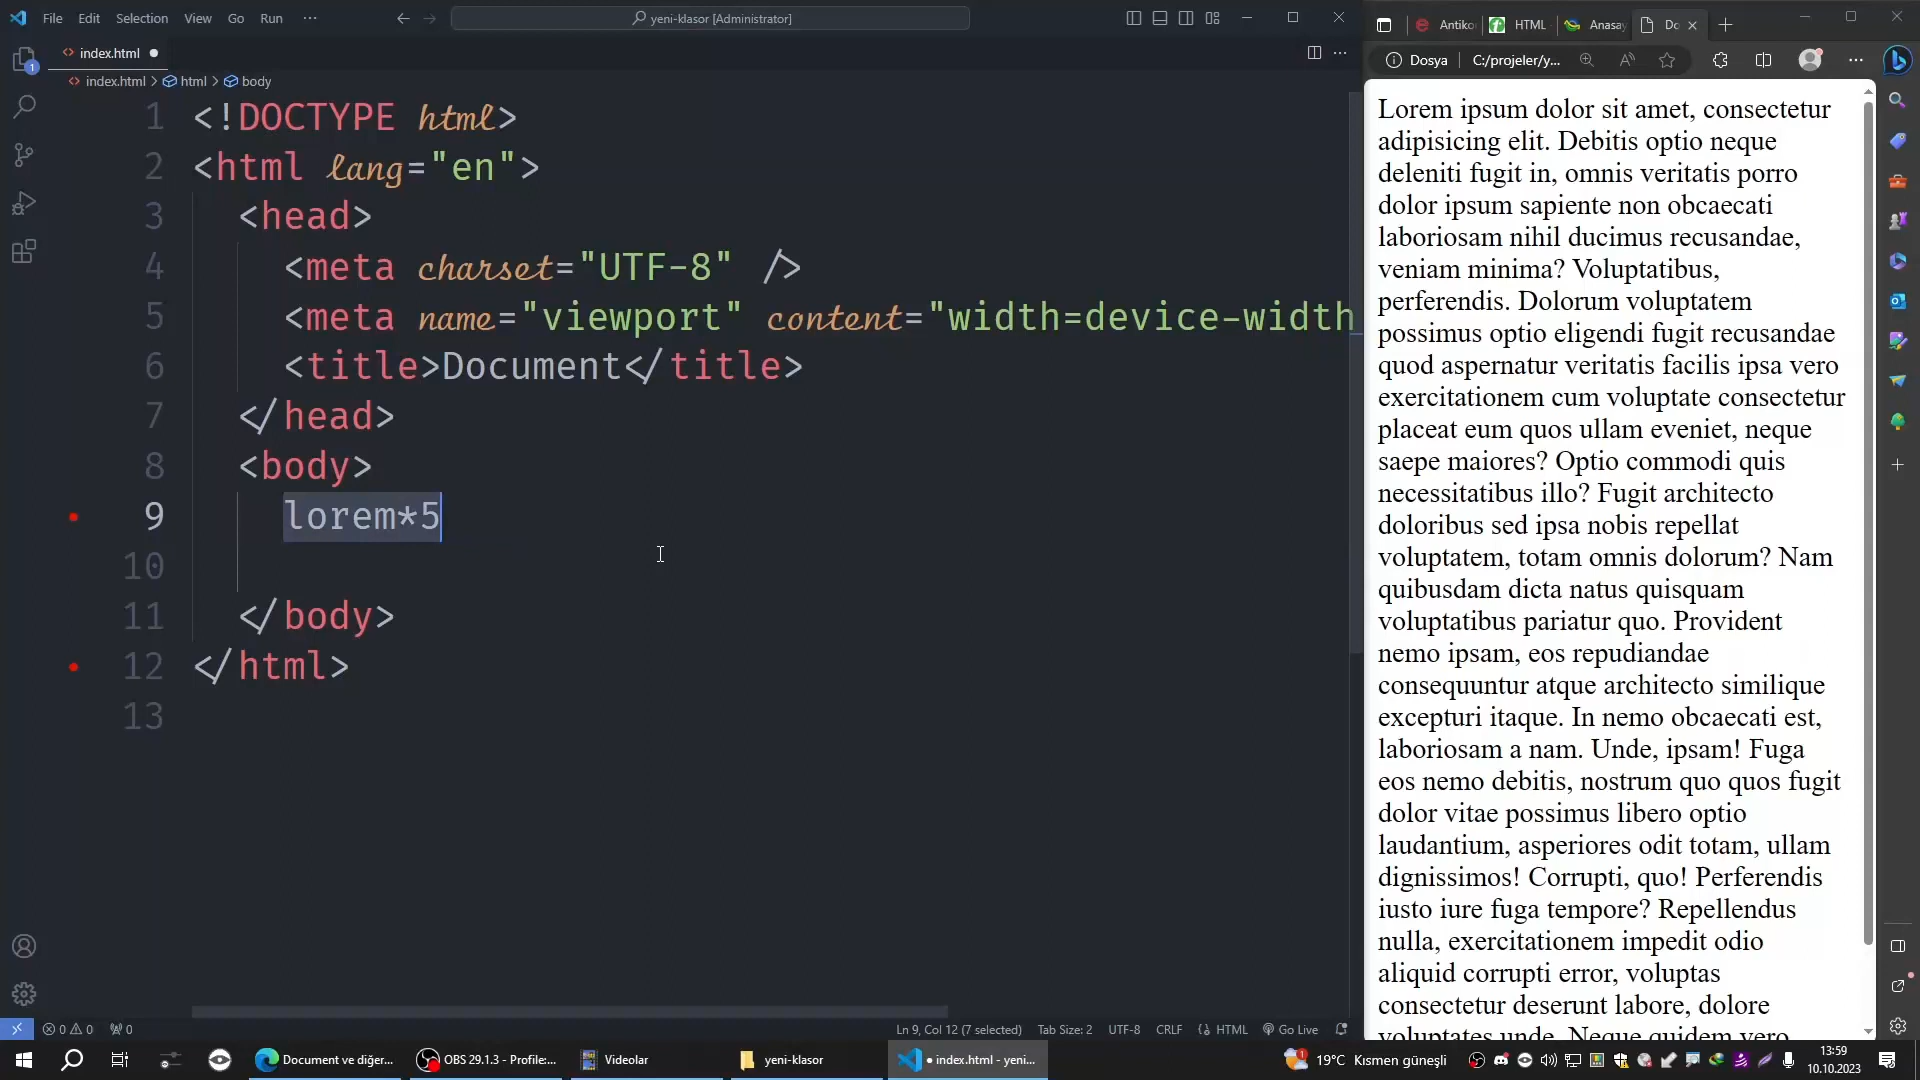 File Edit Selection View Go Run ···
yeni-klasor [Administrator]
index.html
index.html > html > body
1 <!DOCTYPE html>
2 <html lang="en">
3 <head>
4 <meta charset="UTF-8" />
5 <meta name="viewport" content="width=device-width
6 <title>Document</title>
7 </head>
8 <body>
9 lorem*5
10
11 </body>
12 </html>
13
0 0 0
Ln 9, Col 12 (7 selected) Tab Size: 2 UTF-8 CRLF HTML Go Live
Antiko HTML Anasay Do
Dosya C:/projeler/y...
Lorem ipsum dolor sit amet, consectetur
adipisicing elit. Debitis optio neque
deleniti fugit in, omnis veritatis porro
dolor ipsum sapiente non obcaecati
laboriosam nihil ducimus recusandae,
veniam minima? Voluptatibus,
perferendis. Dolorum voluptatem
possimus optio eligendi fugit recusandae
quod aspernatur veritatis facilis ipsa vero
exercitationem cum voluptate consectetur
placeat eum quos ullam eveniet, neque
saepe maiores? Optio commodi quis
necessitatibus illo? Fugit architecto
doloribus sed ipsa nobis repellat
voluptatem, totam omnis dolorum? Nam
quibusdam dicta natus quisquam
voluptatibus pariatur quo. Provident
nemo ipsam, eos repudiandae
consequuntur atque architecto similique
excepturi itaque. In nemo obcaecati est,
laboriosam a nam. Unde, ipsam! Fuga
eos nemo debitis, nostrum quo quos fugit
dolor vitae possimus libero optio
laudantium, asperiores odit totam, ullam
dignissimos! Corrupti, quo! Perferendis
iusto iure fuga tempore? Repellendus
nulla, exercitationem impedit odio
aliquid corrupti error, voluptas
consectetur deserunt labore, dolore
voluptates unde. Neque quidem vero
Document ve diğer... OBS 29.1.3 - Profile:... Videolar yeni-klasor ● index.html - yeni... 19°C Kısmen güneşli 13:59
10.10.2023